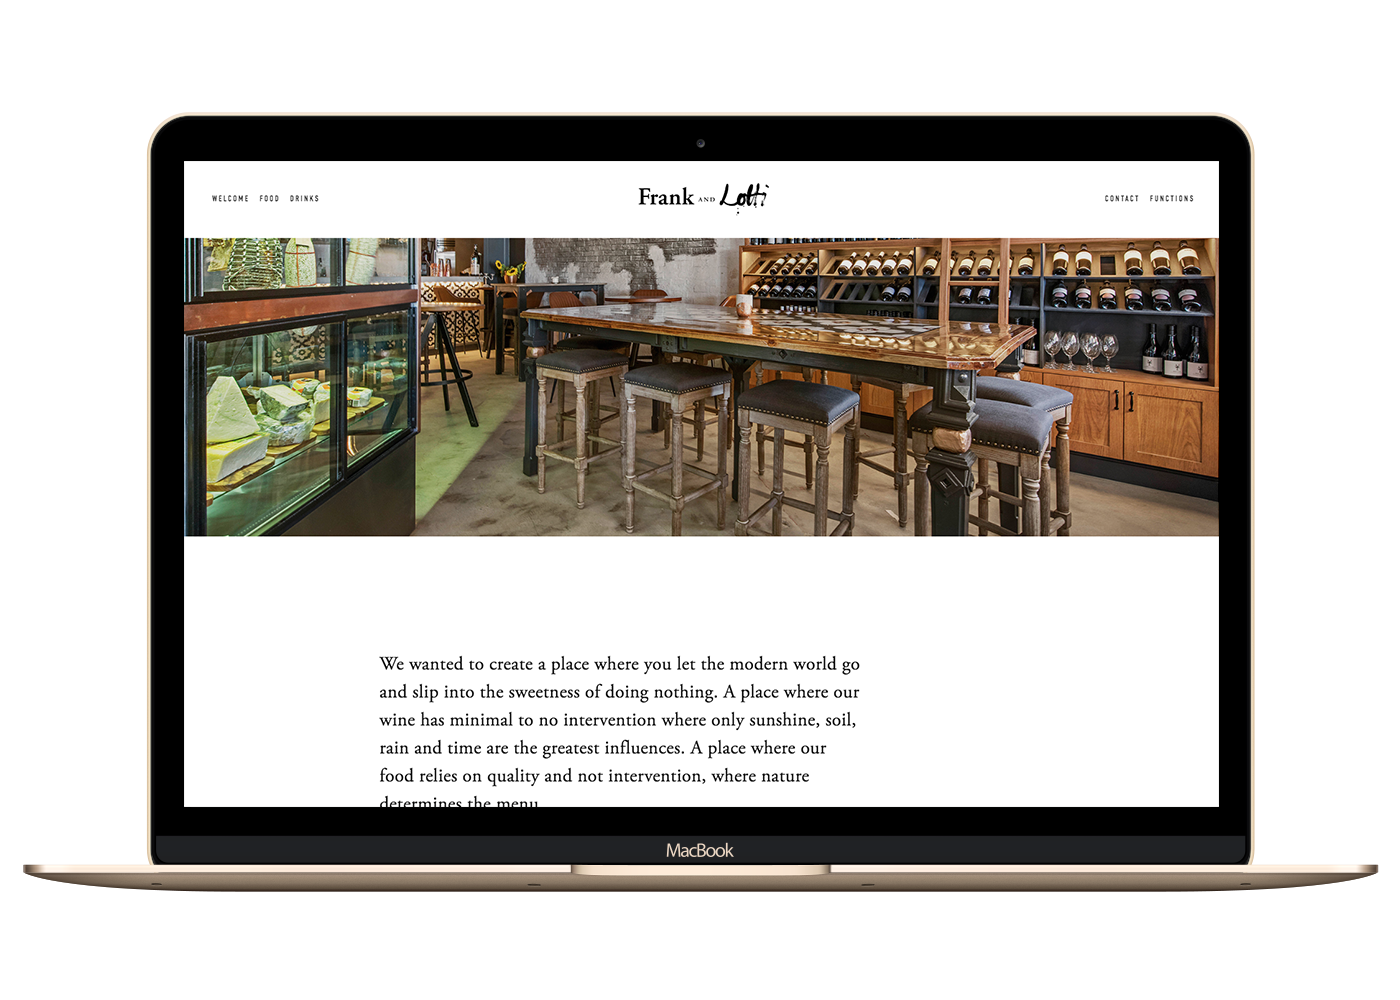 WELCOME FOOD DRINKS
Frank AND Lotti
CONTACT FUNCTIONS
We wanted to create a place where you let the modern world go
and slip into the sweetness of doing nothing. A place where our
wine has minimal to no intervention where only sunshine, soil,
rain and time are the greatest influences. A place where our
food relies on quality and not intervention, where nature
determines the menu
MacBook